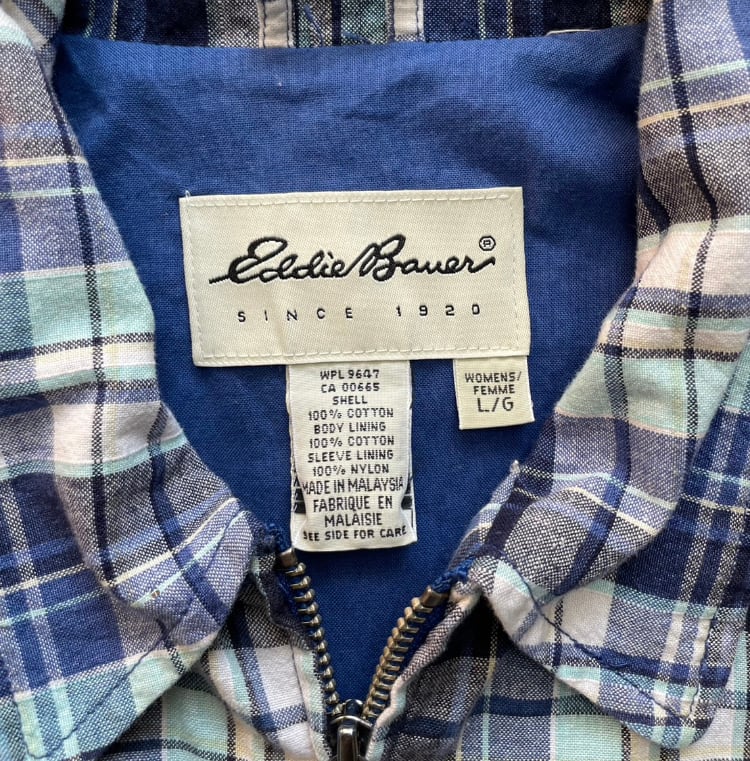 Eddie Bauer®
SINCE 1920
WPL 9647
CA 00665
SHELL
100% COTTON
BODY LINING
100% COTTON
SLEEVE LINING
100% NYLON
MADE IN MALAYSIA
FABRIQUE EN
MALAISIE
SEE SIDE FOR CARE
WOMENS/
FEMME
L/G